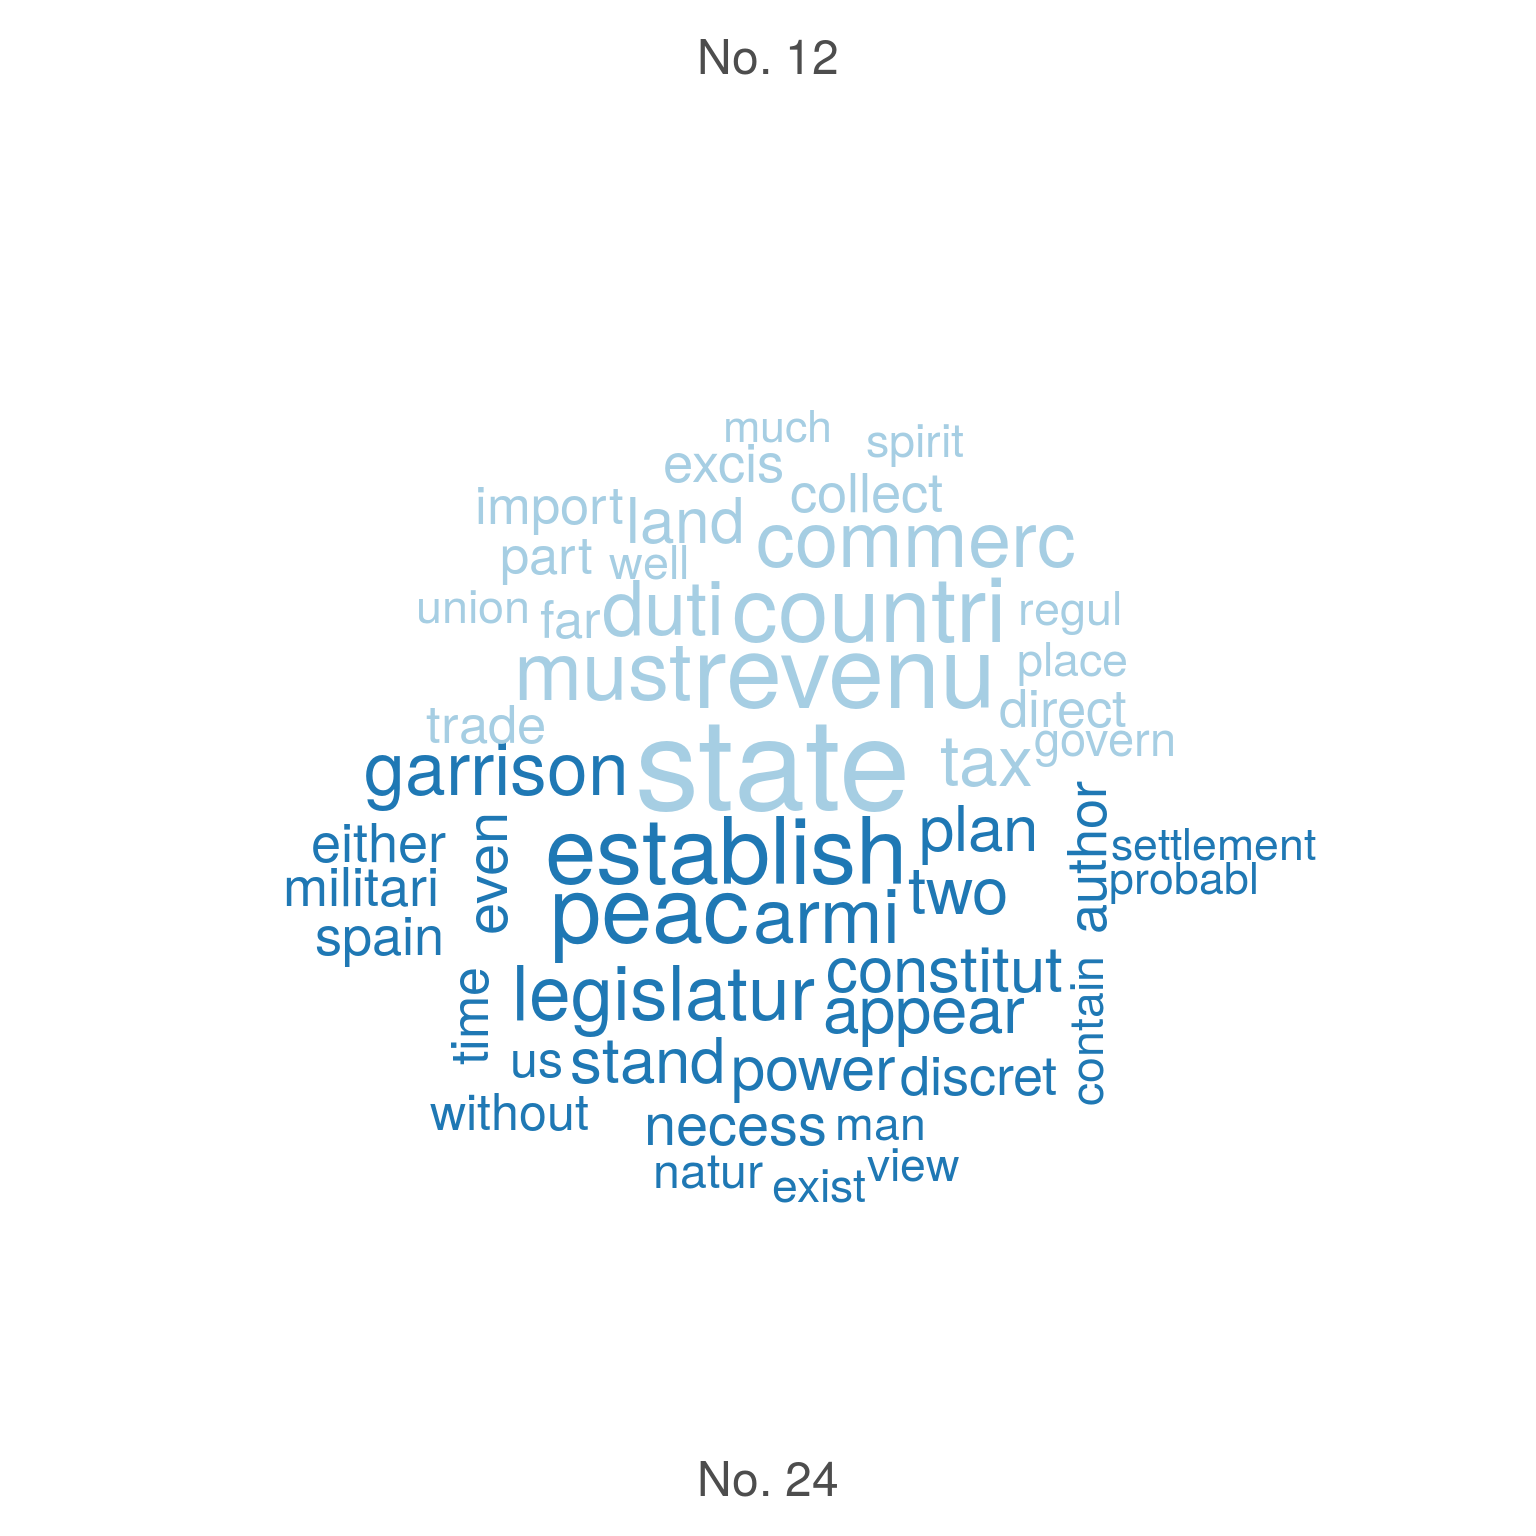 No. 12
much
spirit
excis
collect
import
land
commerc
part
well
union
far
duti
countri
regul
must
revenu
place
direct
trade
govern
garrison
state
tax
author
either
even
establish
plan
settlement
militari
two
probabl
spain
peac
armi
time
legislatur
constitut
contain
appear
us
stand
power
discret
without
necess
man
natur
exist
view
No. 24